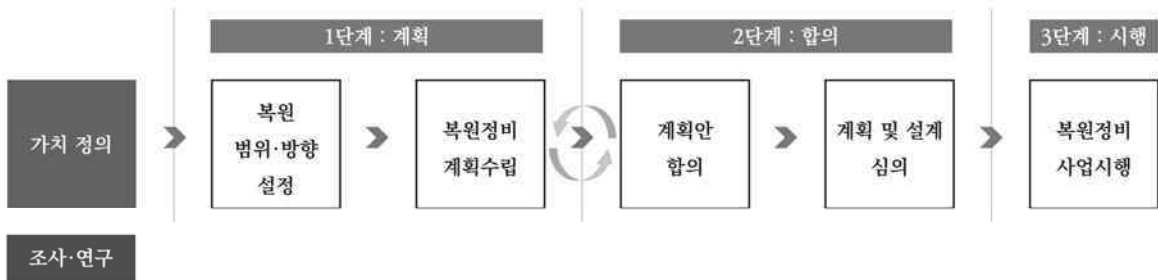 1단계 : 계획
2단계 : 합의
3단계 : 시행
가치 정의
복원
범위·방향
설정
복원정비
계획수립
계획안
합의
계획 및 설계
심의
복원정비
사업시행
조사·연구